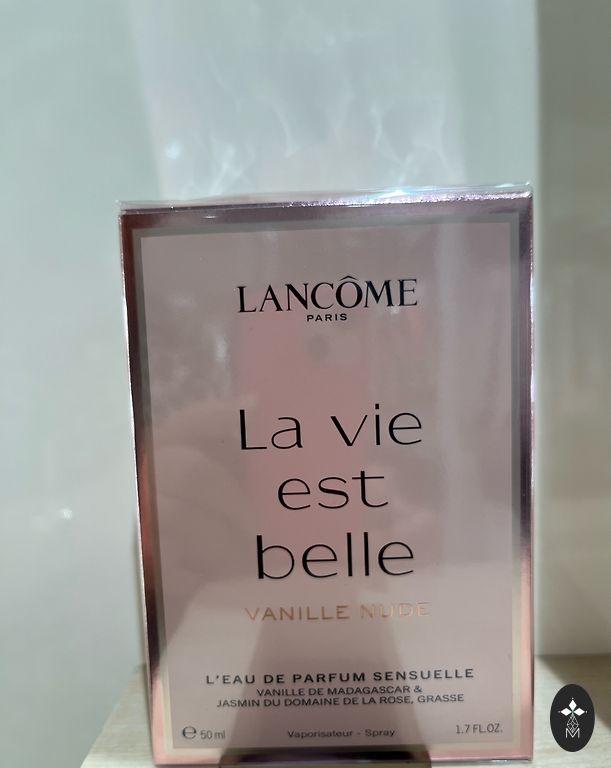 LANCÔME
PARIS
La vie
est
belle
VANILLE NUDE
L'EAU DE PARFUM SENSUELLE
VANILLE DE MADAGASCAR &
JASMIN DU DOMAINE DE LA ROSE, GRASSE
℮ 50 ml Vaporisateur - Spray 1.7 FL.OZ.